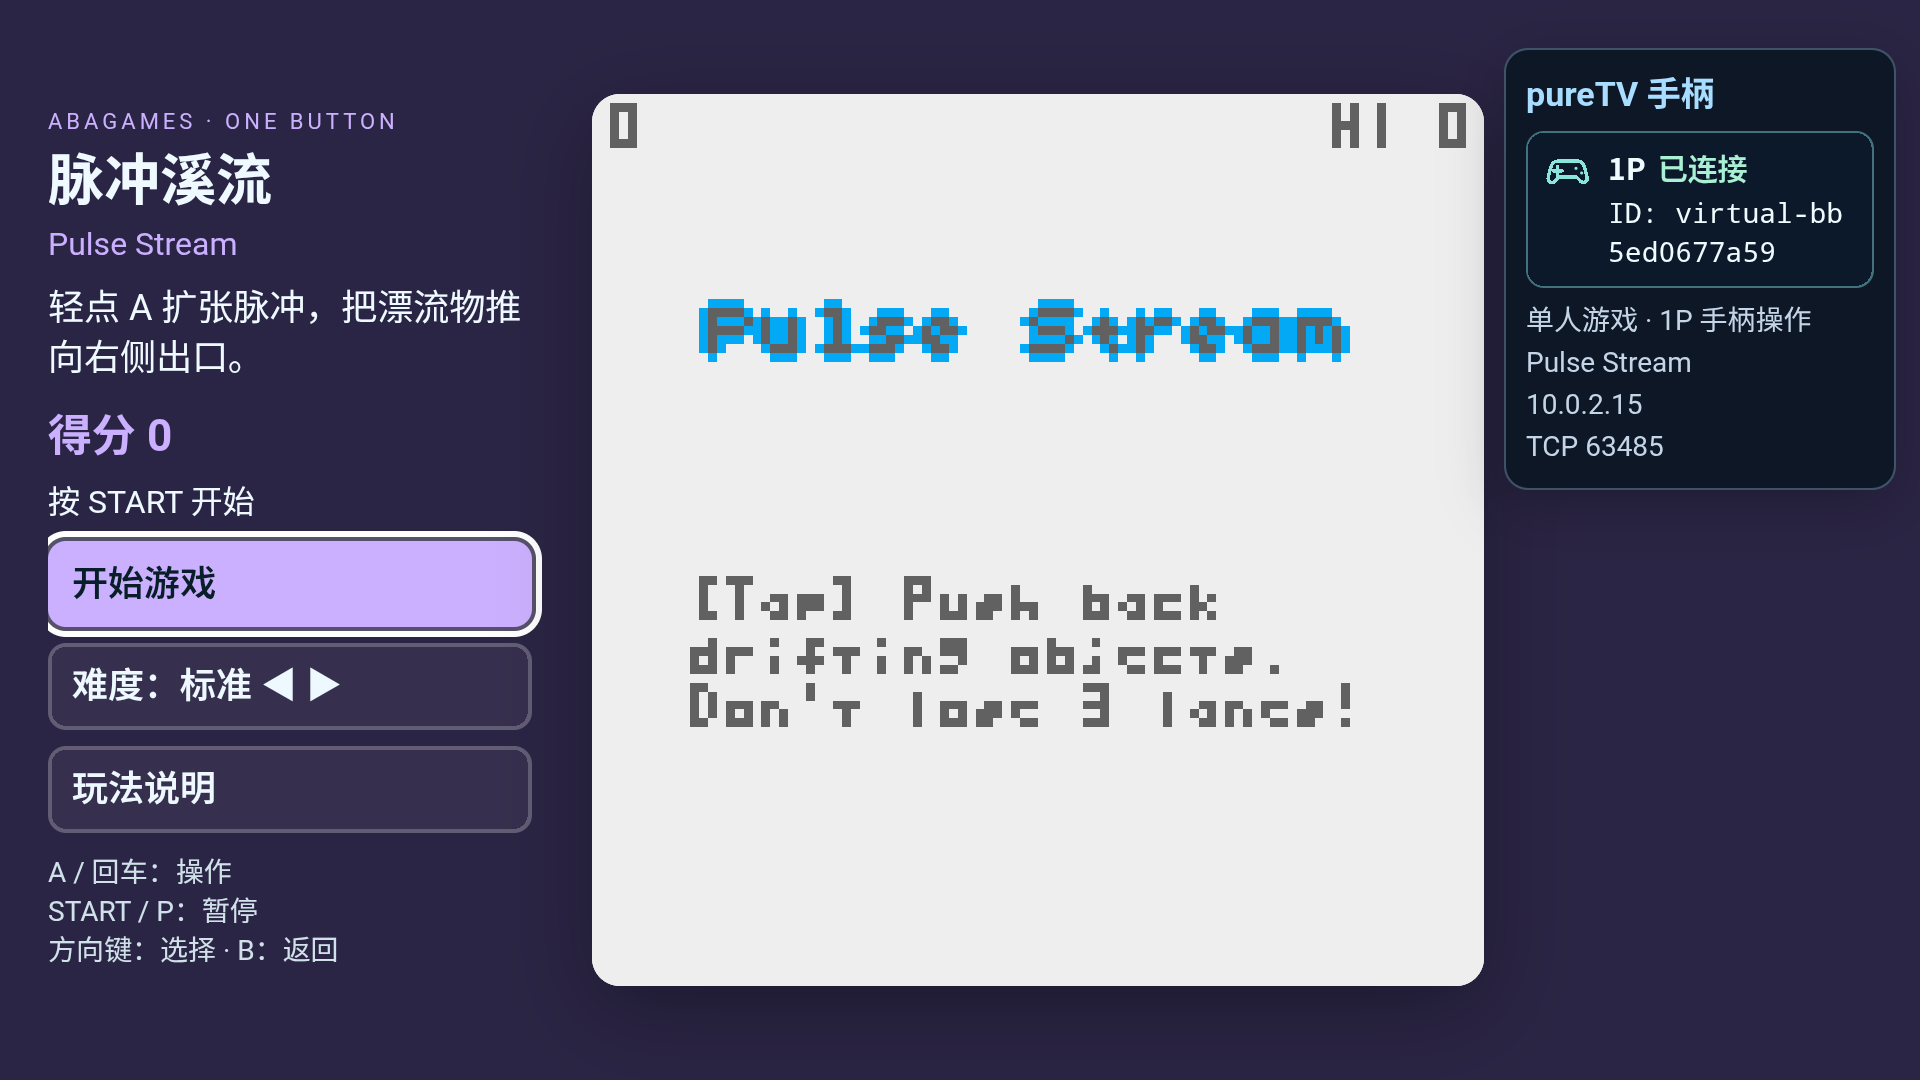 ABAGAMES · ONE BUTTON
脉冲溪流
Pulse Stream
轻点 A 扩张脉冲，把漂流物推
向右侧出口。
得分 0
按 START 开始
开始游戏
难度：标准 ◀ ▶
玩法说明
A / 回车：操作
START / P：暂停
方向键：选择 · B：返回
0
HI 0
Pulse Stream
[Tap] Push back
drifting objects.
Don't lose 3 lanes!
pureTV 手柄
1P 已连接
ID: virtual-bb
5ed0677a59
单人游戏 · 1P 手柄操作
Pulse Stream
10.0.2.15
TCP 63485